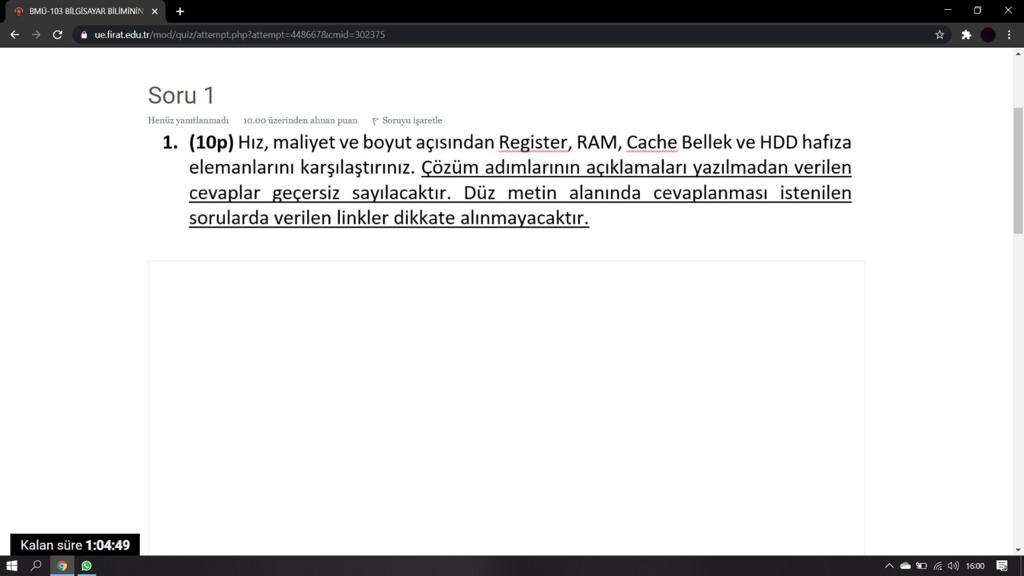 BMÜ-103 BİLGİSAYAR BİLİMİNİN
ue.firat.edu.tr/mod/quiz/attempt.php?attempt=448667&cmid=302375
Soru 1
Henüz yanıtlanmadı 10.00 üzerinden alınan puan Soruyu işaretle
1. (10p) Hız, maliyet ve boyut açısından Register, RAM, Cache Bellek ve HDD hafıza
elemanlarını karşılaştırınız. Çözüm adımlarının açıklamaları yazılmadan verilen
cevaplar geçersiz sayılacaktır. Düz metin alanında cevaplanması istenilen
sorularda verilen linkler dikkate alınmayacaktır.
Kalan süre 1:04:49
16:00